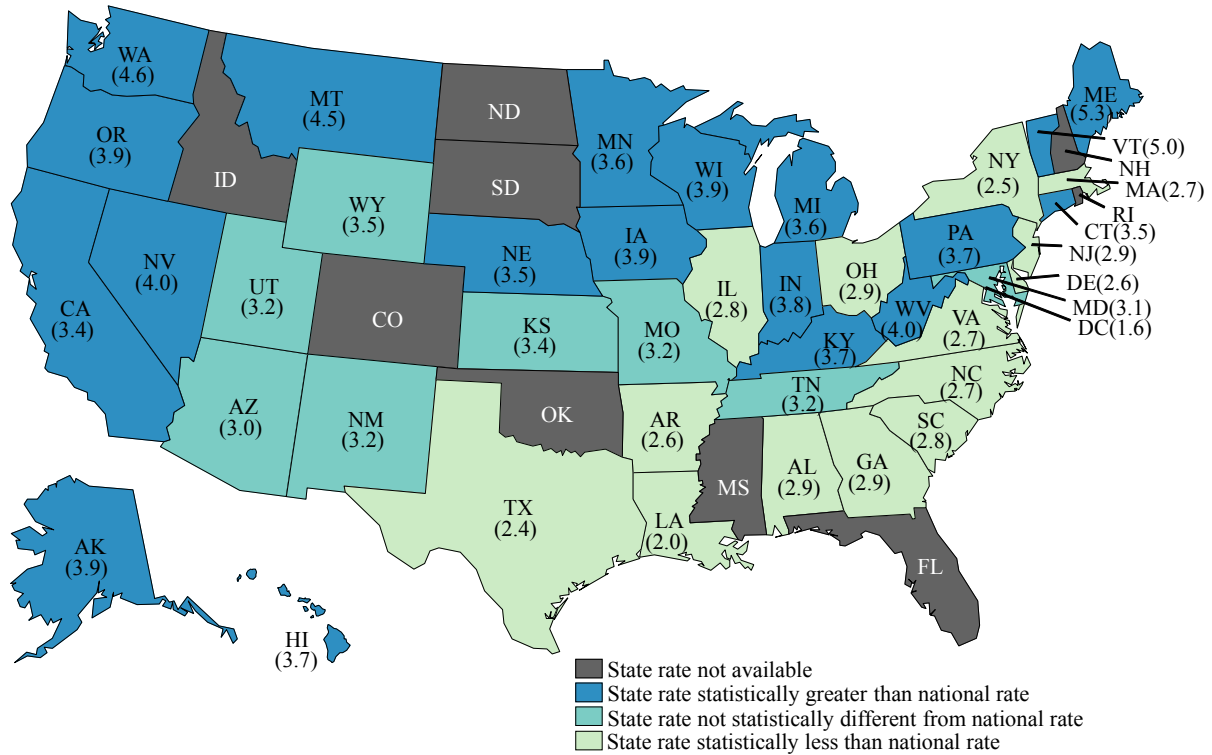 WA
(4.6)
OR
(3.9)
CA
(3.4)
NV
(4.0)
ID
MT
(4.5)
WY
(3.5)
UT
(3.2)
AZ
(3.0)
CO
NM
(3.2)
ND
SD
NE
(3.5)
KS
(3.4)
OK
TX
(2.4)
MN
(3.6)
IA
(3.9)
MO
(3.2)
AR
(2.6)
LA
(2.0)
WI
(3.9)
IL
(2.8)
MI
(3.6)
IN
(3.8)
OH
(2.9)
KY
(3.7)
TN
(3.2)
MS
AL
(2.9)
GA
(2.9)
FL
SC
(2.8)
NC
(2.7)
VA
(2.7)
WV
(4.0)
PA
(3.7)
NY
(2.5)
ME
(5.3)
VT(5.0)
NH
MA(2.7)
RI
CT(3.5)
NJ(2.9)
DE(2.6)
MD(3.1)
DC(1.6)
AK
(3.9)
HI
(3.7)
State rate not available
State rate statistically greater than national rate
State rate not statistically different from national rate
State rate statistically less than national rate